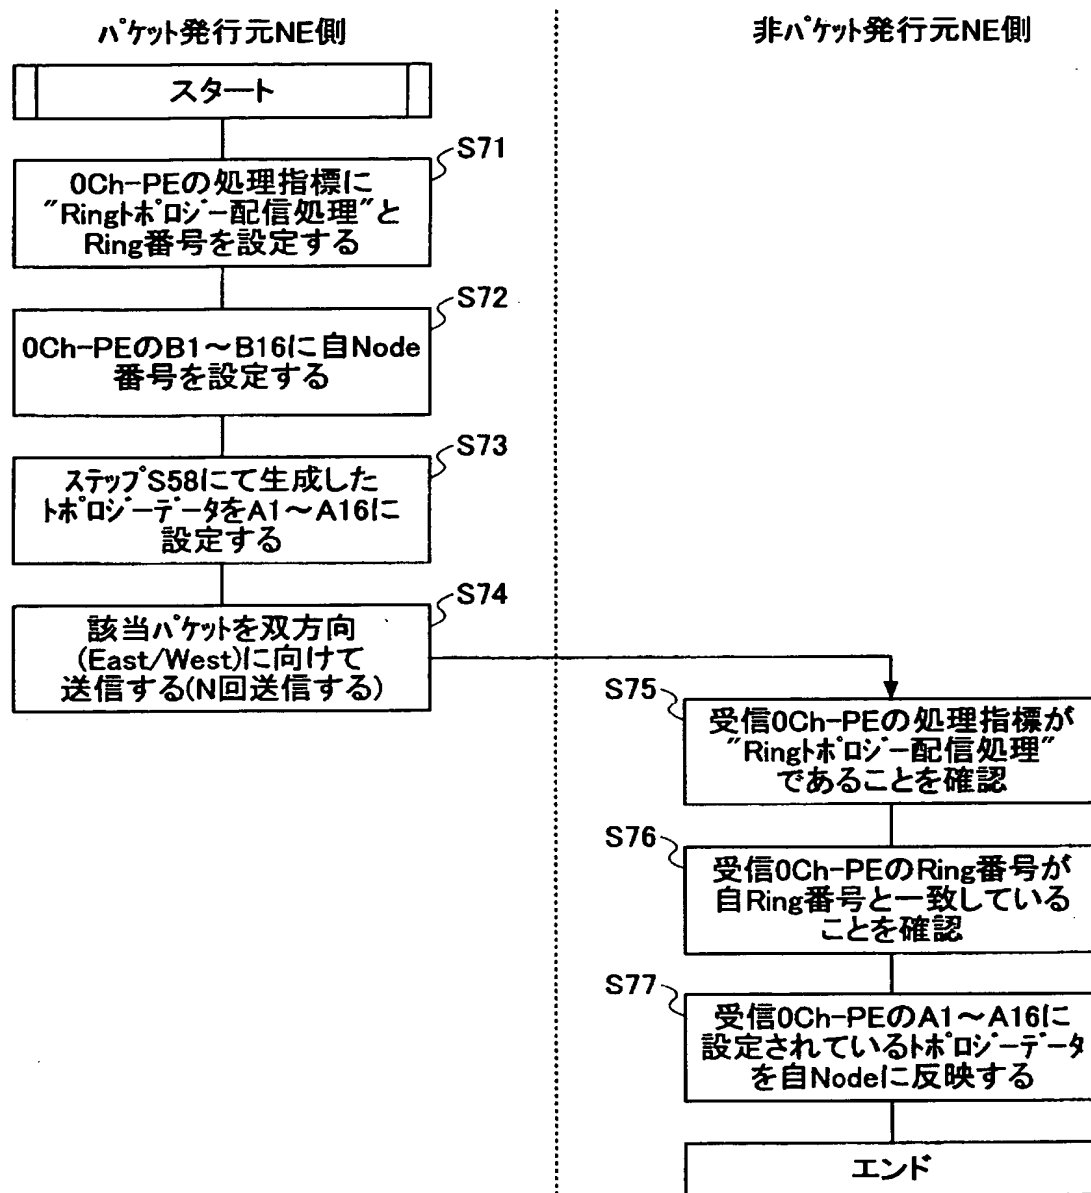 パケット発行元NE側
非パケット発行元NE側
スタート
S71
0Ch-PEの処理指標に
"Ringトポロジー配信処理"と
Ring番号を設定する
S72
0Ch-PEのB1～B16に自Node
番号を設定する
S73
ステップS58にて生成した
トポロジーデータをA1～A16に
設定する
S74
該当パケットを双方向
(East/West)に向けて
送信する(N回送信する)
S75
受信0Ch-PEの処理指標が
"Ringトポロジー配信処理"
であることを確認
S76
受信0Ch-PEのRing番号が
自Ring番号と一致している
ことを確認
S77
受信0Ch-PEのA1～A16に
設定されているトポロジーデータ
を自Nodeに反映する
エンド